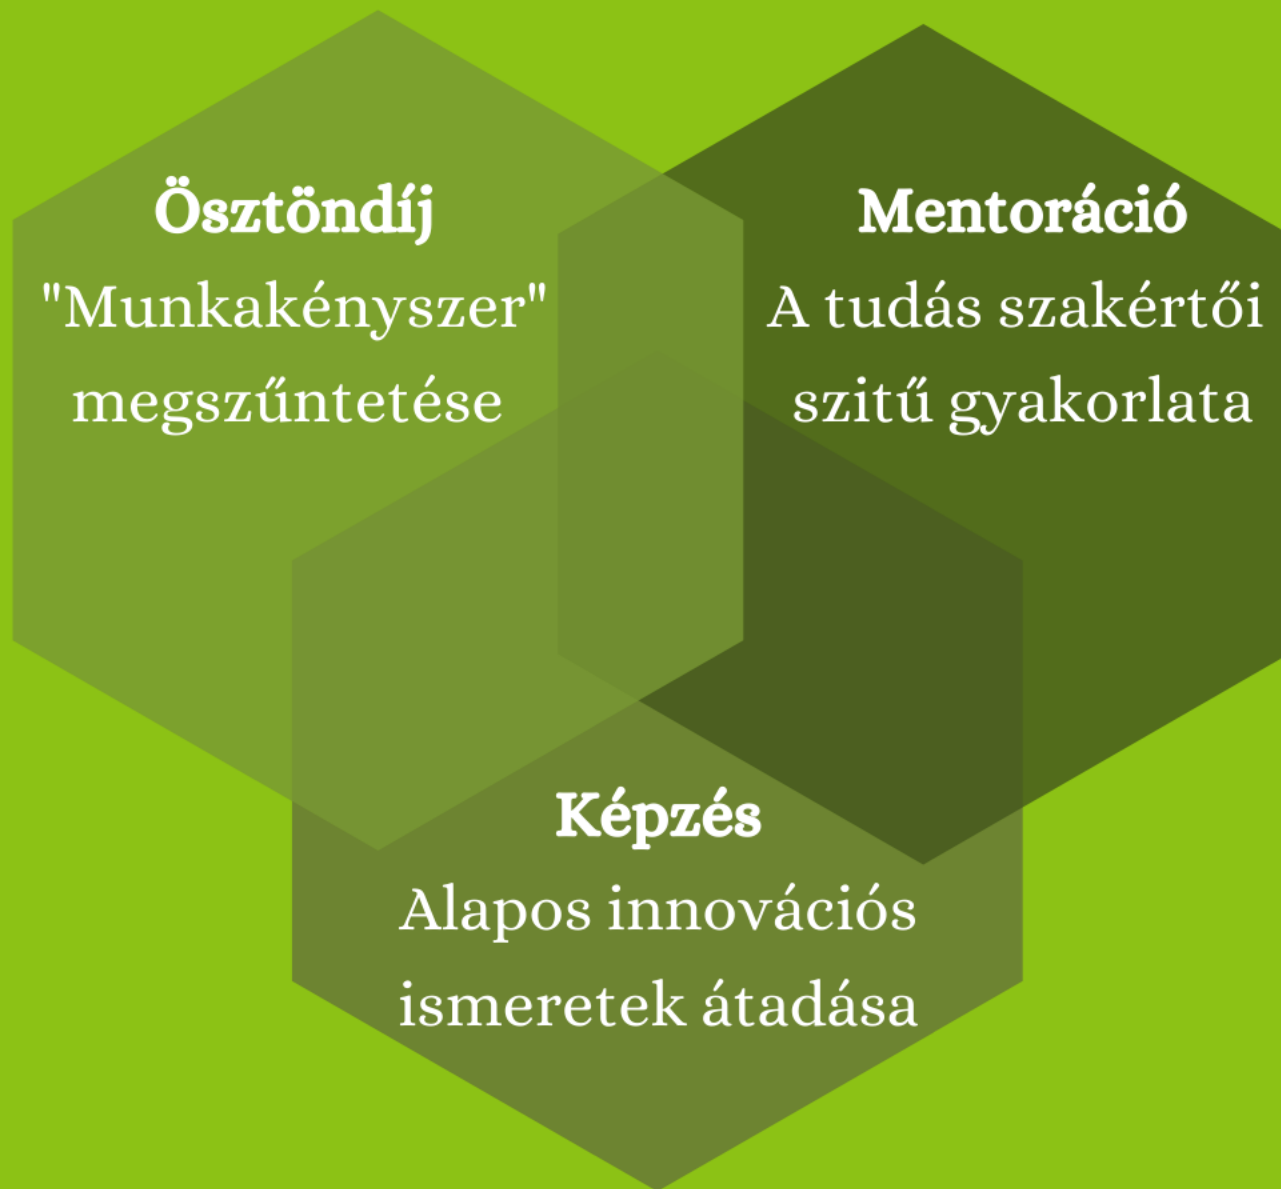 Ösztöndíj
"Munkakényszer"
megszűntetése
Mentoráció
A tudás szakértői
szitű gyakorlata
Képzés
Alapos innovációs
ismeretek átadása